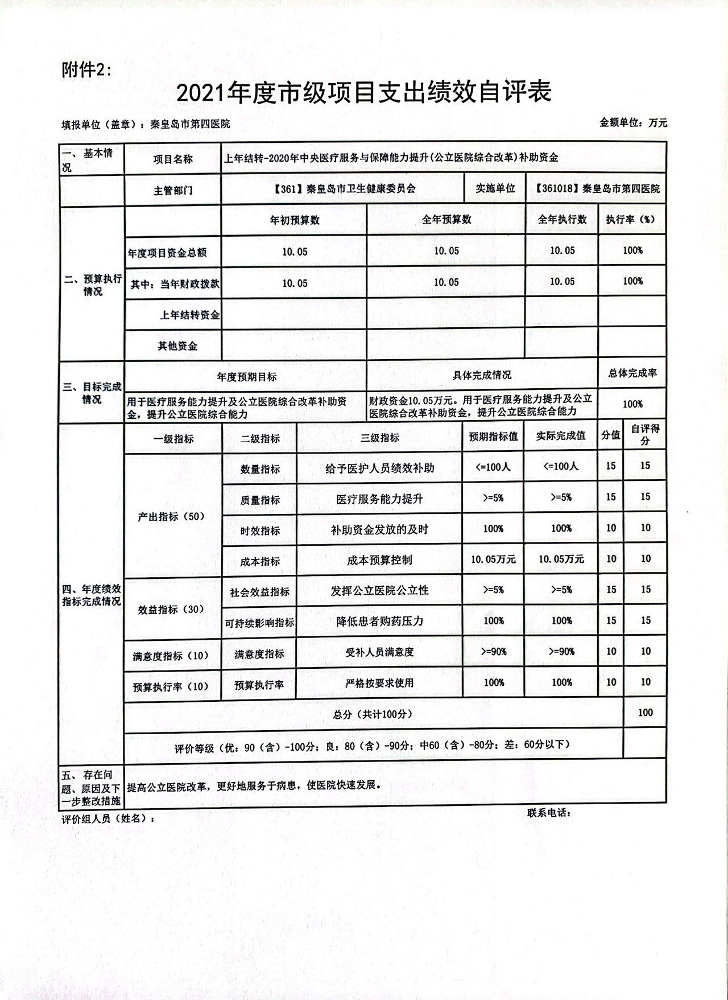 附件2：
2021年度市级项目支出绩效自评表
填报单位（盖章）：秦皇岛市第四医院 金额单位：万元
一、基本情况 项目名称 上年结转-2020年中央医疗服务与保障能力提升(公立医院综合改革)补助资金
主管部门 【361】秦皇岛市卫生健康委员会 实施单位 【361018】秦皇岛市第四医院
二、预算执行情况
年初预算数 全年预算数 全年执行数 执行率（%）
年度项目资金总额 10.05 10.05 10.05 100%
其中：当年财政拨款 10.05 10.05 10.05 100%
上年结转资金
其他资金
三、目标完成情况
年度预期目标 具体完成情况 总体完成率
用于医疗服务能力提升及公立医院综合改革补助资金，提升公立医院综合能力 财政资金10.05万元。用于医疗服务能力提升及公立医院综合改革补助资金，提升公立医院综合能力 100%
四、年度绩效指标完成情况
一级指标 二级指标 三级指标 预期指标值 实际完成值 分值 自评得分
产出指标（50） 数量指标 给予医护人员绩效补助 <=100人 <=100人 15 15
质量指标 医疗服务能力提升 >=5% >=5% 15 15
时效指标 补助资金发放的及时 100% 100% 10 10
成本指标 成本预算控制 10.05万元 10.05万元 10 10
效益指标（30） 社会效益指标 发挥公立医院公立性 >=5% >=5% 15 15
可持续影响指标 降低患者购药压力 100% 100% 15 15
满意度指标（10） 满意度指标 受补人员满意度 >=90% >=90% 10 10
预算执行率（10） 预算执行率 严格按要求使用 100% 100% 10 10
总分（共计100分） 100
评价等级（优：90（含）-100分；良：80（含）-90分；中60（含）-80分；差：60分以下）
五、存在问题、原因及下一步整改措施 提高公立医院改革，更好地服务于病患，使医院快速发展。
评价组人员（姓名）： 联系电话：